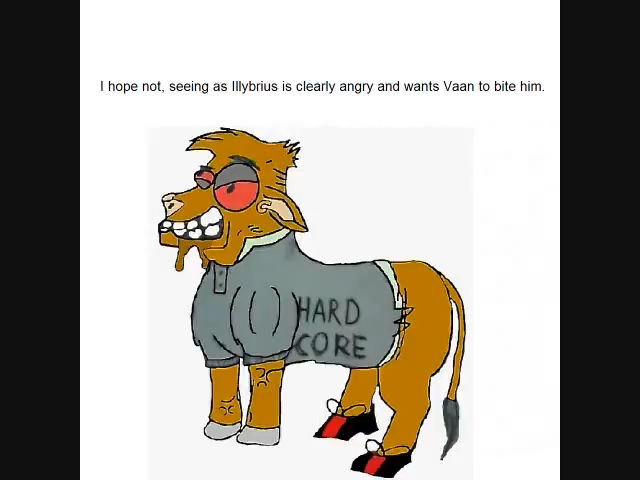 I hope not, seeing as Illybrius is clearly angry and wants Vaan to bite him.
HARD
CORE